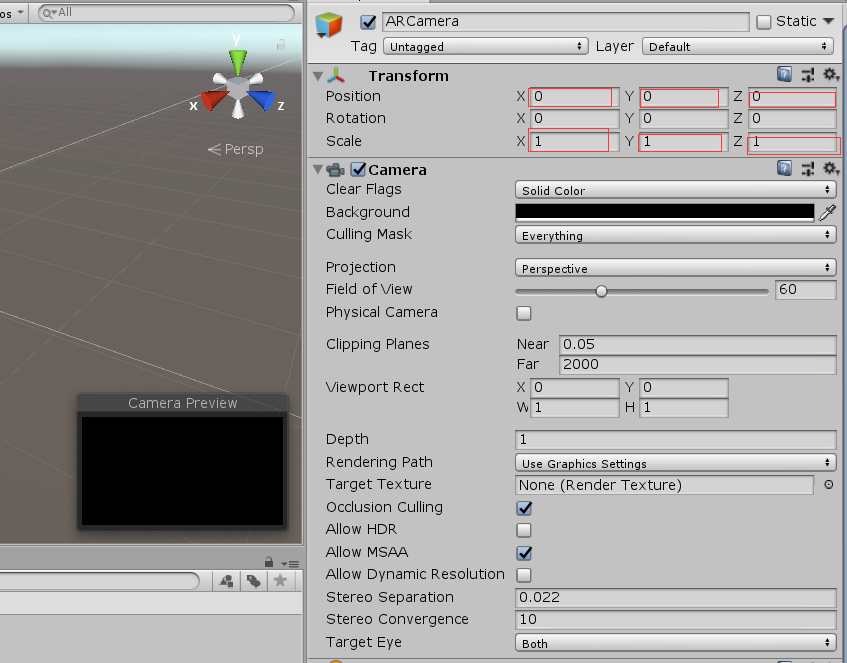 os All
y
x z
Persp
Camera Preview
ARCamera Static
Tag Untagged Layer Default
Transform
Position X 0 Y 0 Z 0
Rotation X 0 Y 0 Z 0
Scale X 1 Y 1 Z 1
Camera
Clear Flags Solid Color
Background
Culling Mask Everything
Projection Perspective
Field of View 60
Physical Camera
Clipping Planes Near 0.05
Far 2000
Viewport Rect X 0 Y 0
W 1 H 1
Depth 1
Rendering Path Use Graphics Settings
Target Texture None (Render Texture)
Occlusion Culling
Allow HDR
Allow MSAA
Allow Dynamic Resolution
Stereo Separation 0.022
Stereo Convergence 10
Target Eye Both